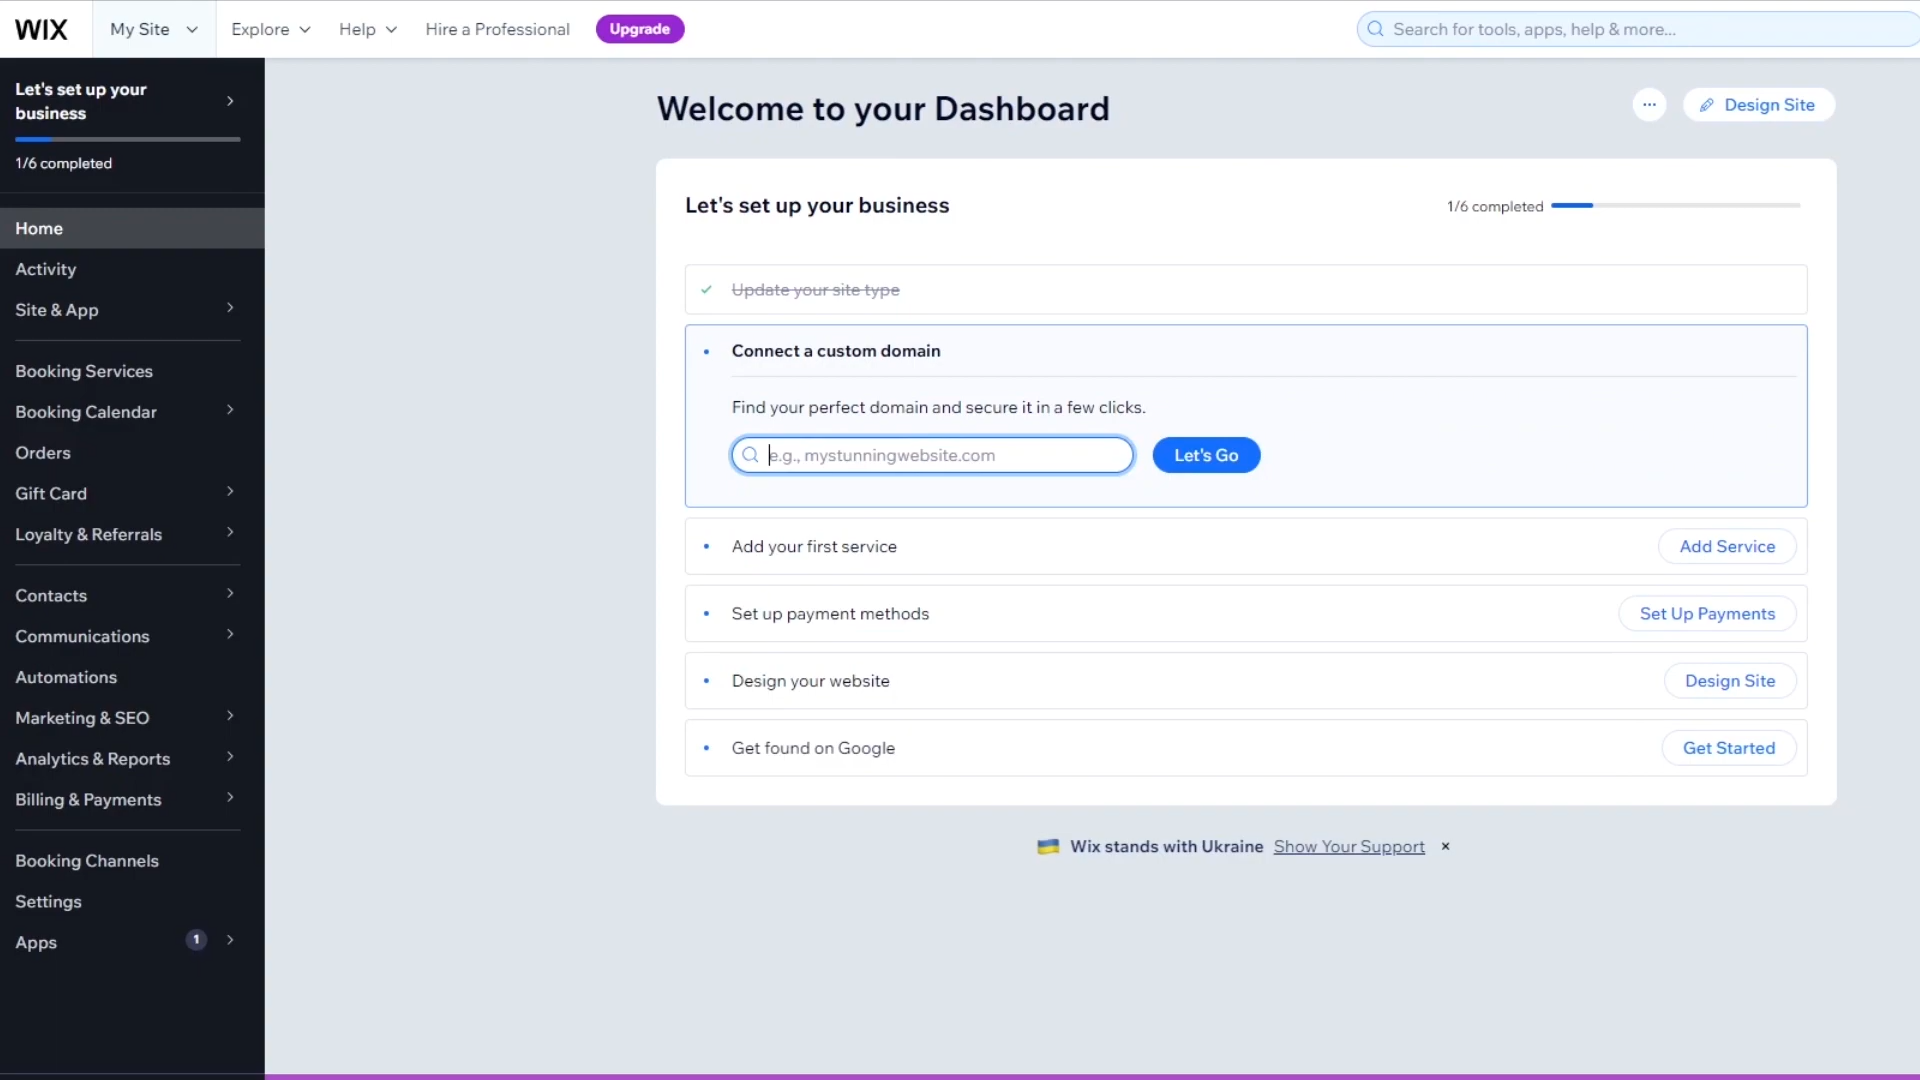 WIX
My Site
Explore
Help
Hire a Professional
Upgrade
Search for tools, apps, help & more...
Let's set up your
business
1/6 completed
Home
Activity
Site & App
Booking Services
Booking Calendar
Orders
Gift Card
Loyalty & Referrals
Contacts
Communications
Automations
Marketing & SEO
Analytics & Reports
Billing & Payments
Booking Channels
Settings
Apps
1
Welcome to your Dashboard
...
Design Site
Let's set up your business
1/6 completed
Update your site type
Connect a custom domain
Find your perfect domain and secure it in a few clicks.
e.g., mystunningwebsite.com
Let's Go
Add your first service
Add Service
Set up payment methods
Set Up Payments
Design your website
Design Site
Get found on Google
Get Started
Wix stands with Ukraine Show Your Support ×